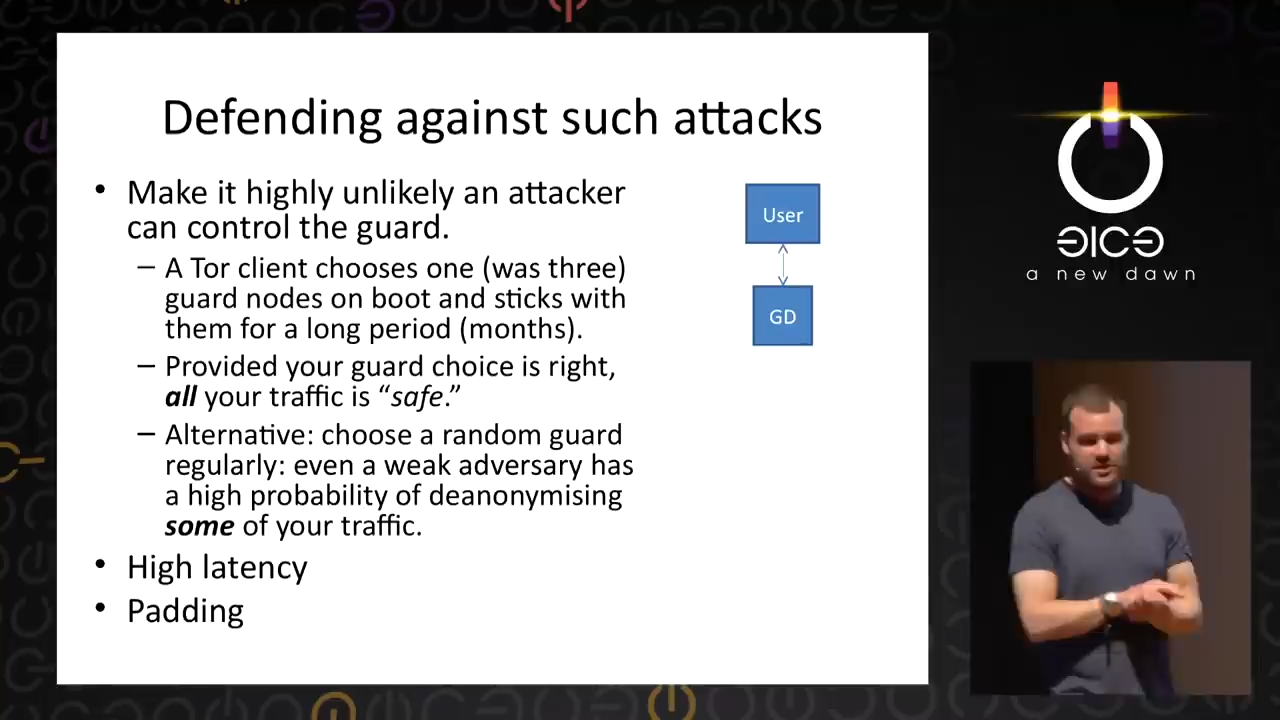 Defending against such attacks
• Make it highly unlikely an attacker
can control the guard.
– A Tor client chooses one (was three)
guard nodes on boot and sticks with
them for a long period (months).
– Provided your guard choice is right,
all your traffic is “safe.”
– Alternative: choose a random guard
regularly: even a weak adversary has
a high probability of deanonymising
some of your traffic.
• High latency
• Padding
User
GD
a new dawn